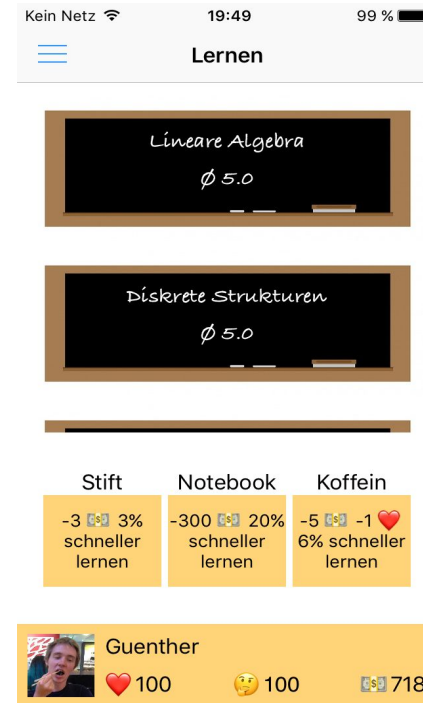 Kein Netz 19:49 99 %
Lernen
Lineare Algebra
Ø 5.0
Diskrete Strukturen
Ø 5.0
Stift Notebook Koffein
-3 💵 3% -300 💵 20% -5 💵 -1 ❤️
schneller schneller 6% schneller
lernen lernen lernen
Guenther
❤️100 🤔100 💵718